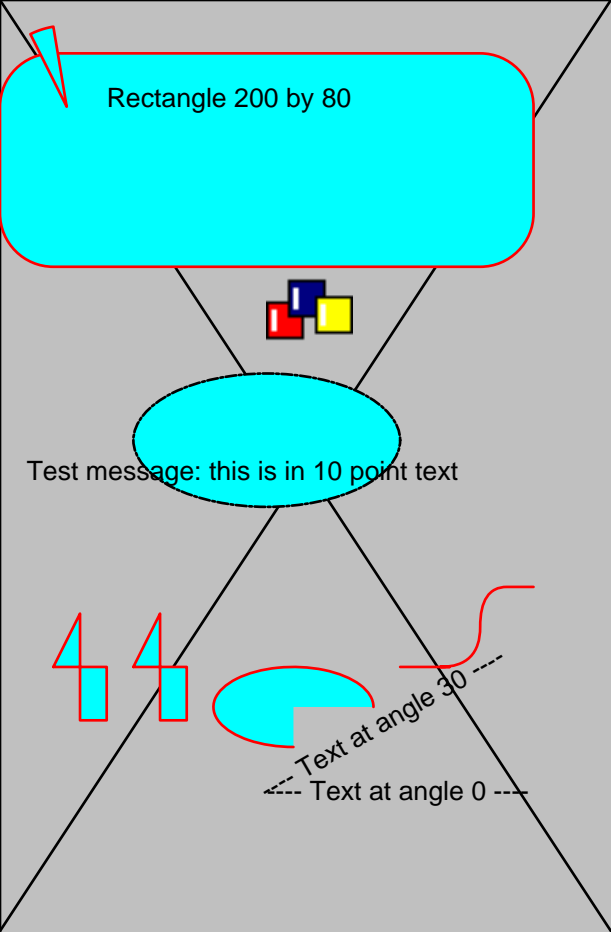 Rectangle 200 by 80
Test message: this is in 10 point text
---- Text at angle 30 ----
---- Text at angle 0 ----